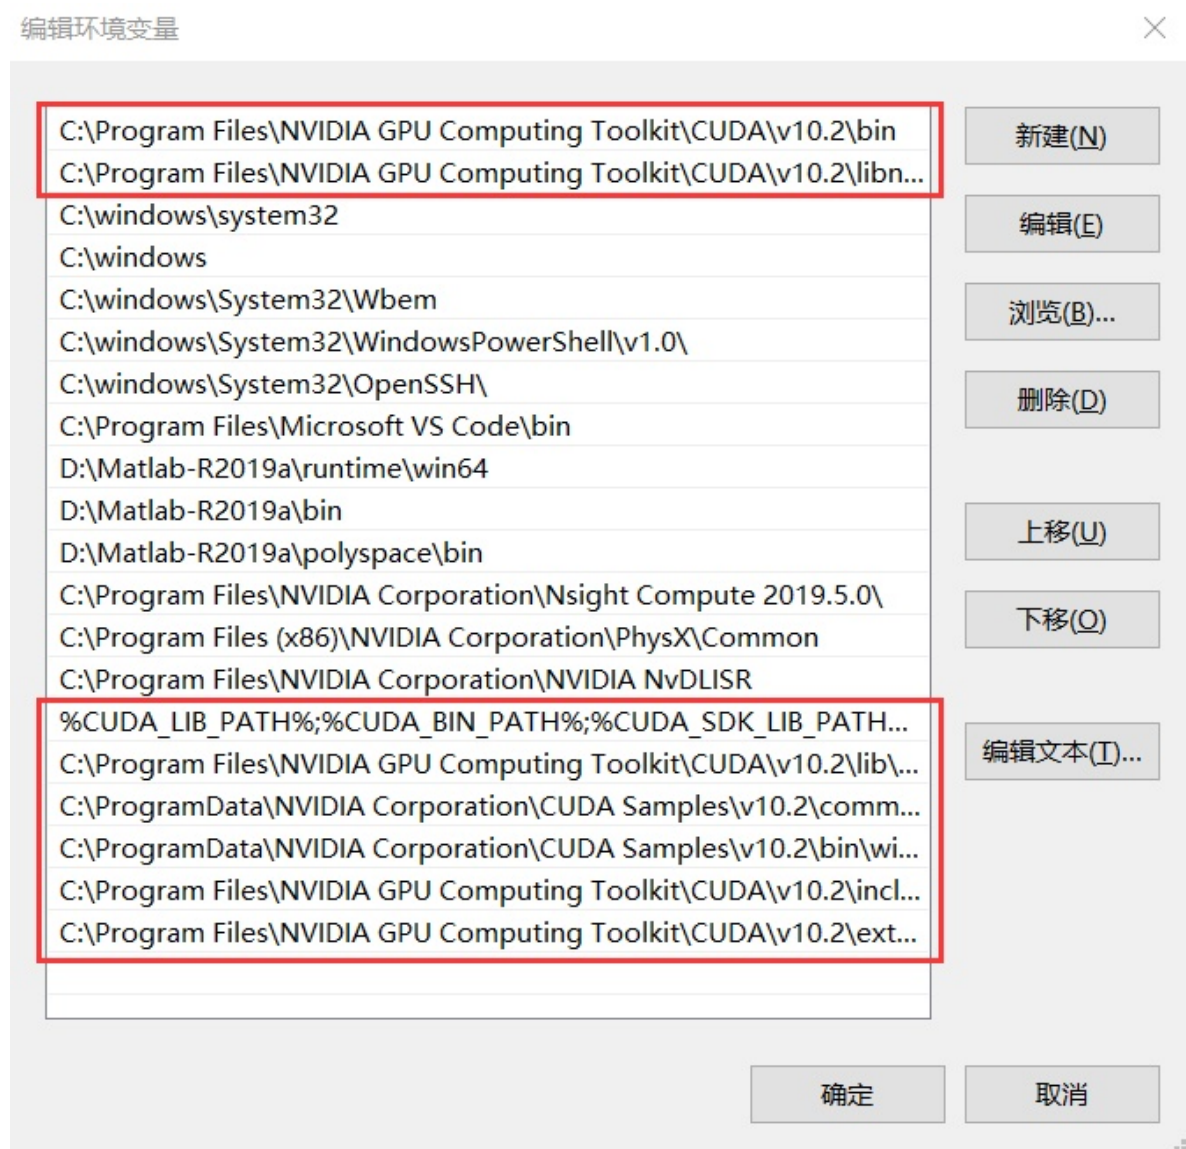 编辑环境变量
C:\Program Files\NVIDIA GPU Computing Toolkit\CUDA\v10.2\bin
C:\Program Files\NVIDIA GPU Computing Toolkit\CUDA\v10.2\libn...
C:\windows\system32
C:\windows
C:\windows\System32\Wbem
C:\windows\System32\WindowsPowerShell\v1.0\
C:\windows\System32\OpenSSH\
C:\Program Files\Microsoft VS Code\bin
D:\Matlab-R2019a\runtime\win64
D:\Matlab-R2019a\bin
D:\Matlab-R2019a\polyspace\bin
C:\Program Files\NVIDIA Corporation\Nsight Compute 2019.5.0\
C:\Program Files (x86)\NVIDIA Corporation\PhysX\Common
C:\Program Files\NVIDIA Corporation\NVIDIA NvDLISR
%CUDA_LIB_PATH%;%CUDA_BIN_PATH%;%CUDA_SDK_LIB_PATH...
C:\Program Files\NVIDIA GPU Computing Toolkit\CUDA\v10.2\lib\...
C:\ProgramData\NVIDIA Corporation\CUDA Samples\v10.2\comm...
C:\ProgramData\NVIDIA Corporation\CUDA Samples\v10.2\bin\wi...
C:\Program Files\NVIDIA GPU Computing Toolkit\CUDA\v10.2\incl...
C:\Program Files\NVIDIA GPU Computing Toolkit\CUDA\v10.2\ext...
新建(N)
编辑(E)
浏览(B)...
删除(D)
上移(U)
下移(O)
编辑文本(T)...
确定
取消